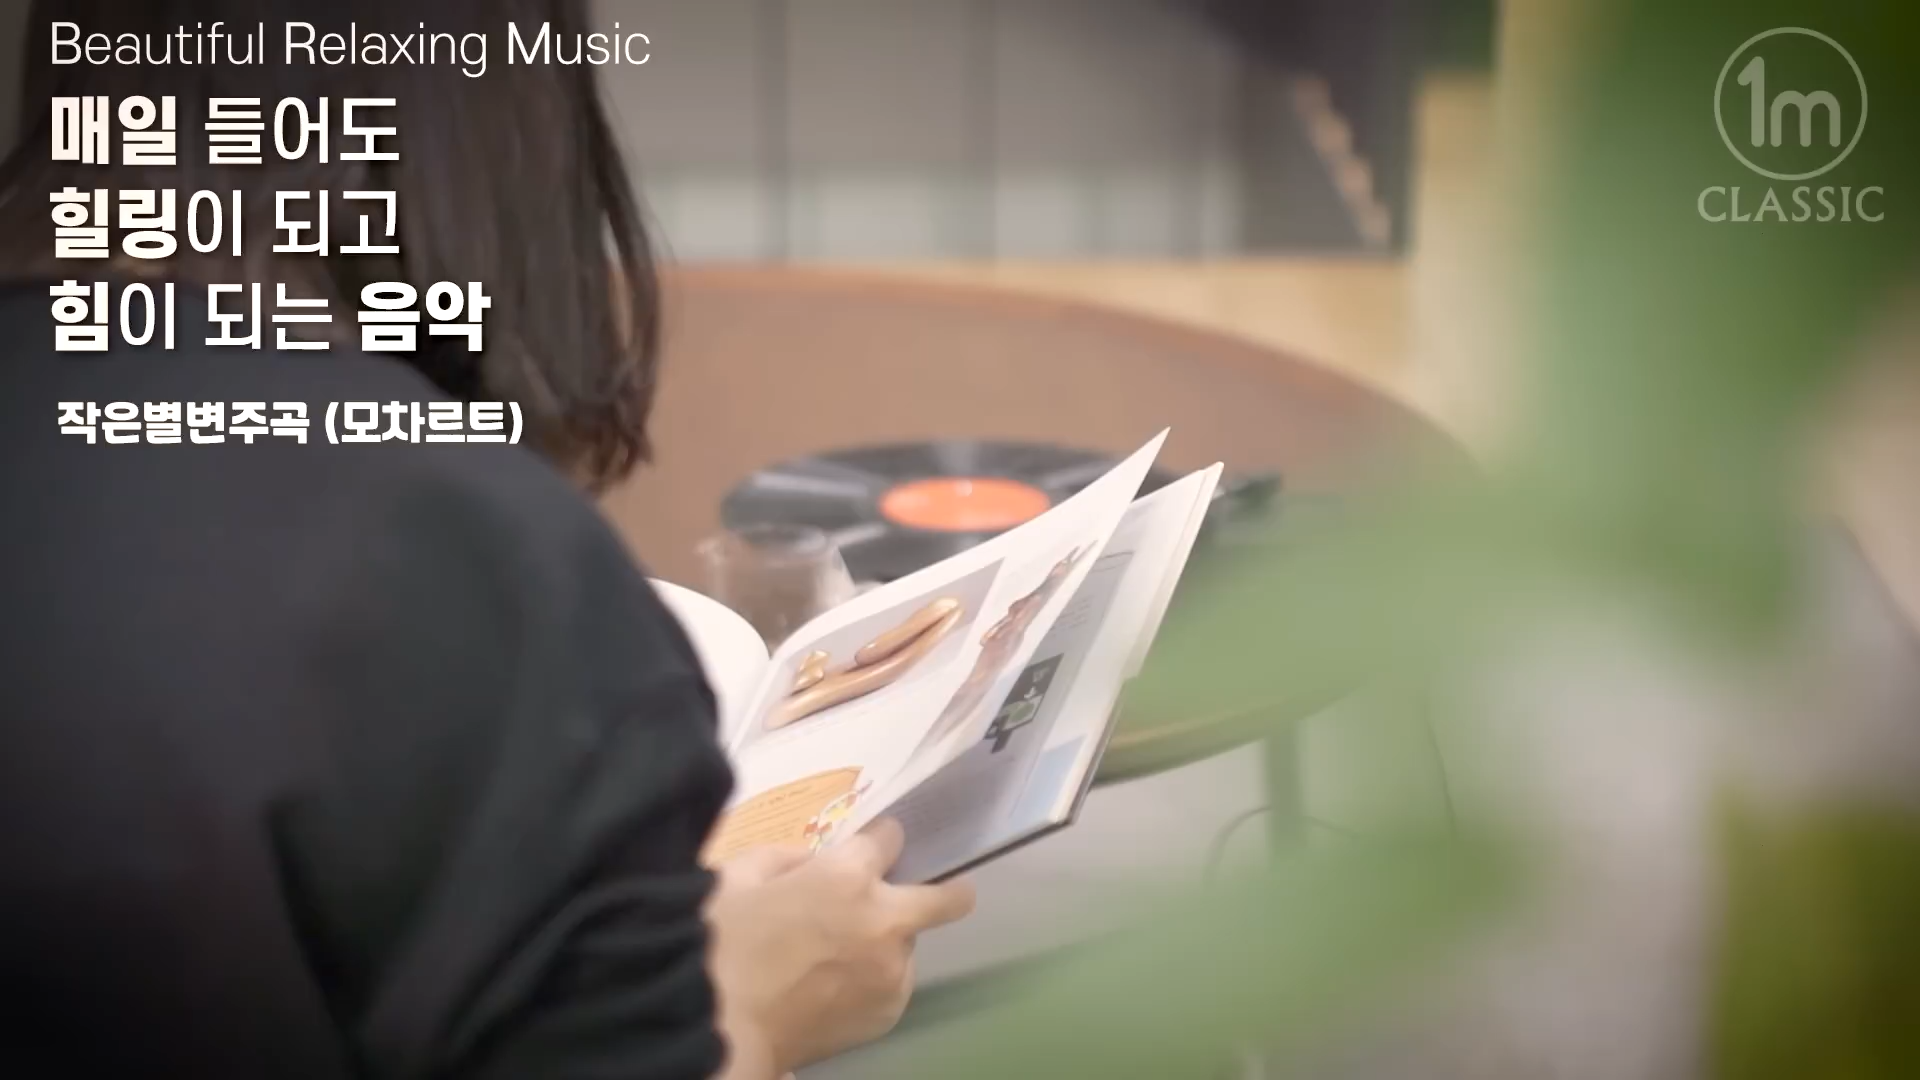 Beautiful Relaxing Music
매일 들어도
힐링이 되고
힘이 되는 음악
작은별변주곡 (모차르트)
1m
CLASSIC